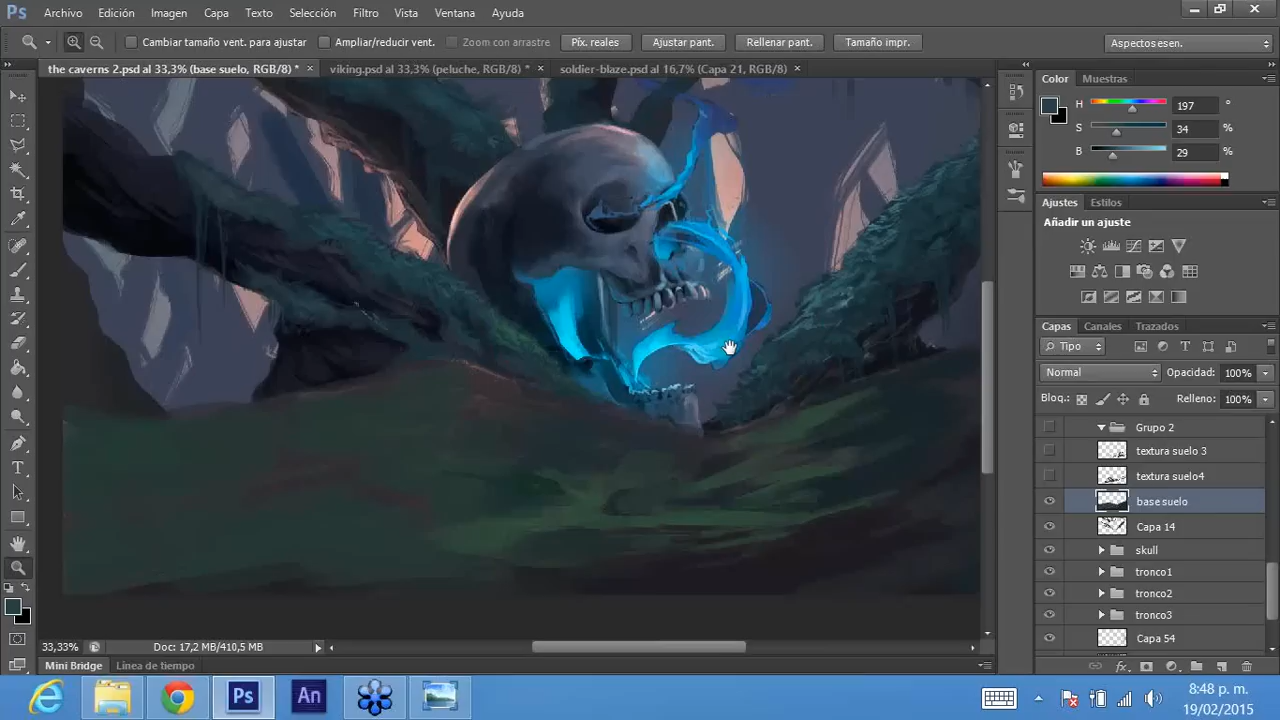 Ps Archivo Edición Imagen Capa Texto Selección Filtro Vista Ventana Ayuda
Cambiar tamaño vent. para ajustar Ampliar/reducir vent. Zoom con arrastre Píx. reales Ajustar pant. Rellenar pant. Tamaño impr. Aspectos esen.
the caverns 2.psd al 33,3% (base suelo, RGB/8) * × viking.psd al 33,3% (peluche, RGB/8) * × soldier-blaze.psd al 16,7% (Capa 21, RGB/8) ×
Color Muestras
H 197 °
S 34 %
B 29 %
Ajustes Estilos
Añadir un ajuste
Capas Canales Trazados
Tipo
Normal Opacidad: 100%
Bloq.: Relleno: 100%
Grupo 2
textura suelo 3
textura suelo4
base suelo
Capa 14
skull
tronco1
tronco2
tronco3
Capa 54
33,33% Doc: 17,2 MB/410,5 MB
Mini Bridge Línea de tiempo
Ps An
8:48 p. m.
19/02/2015